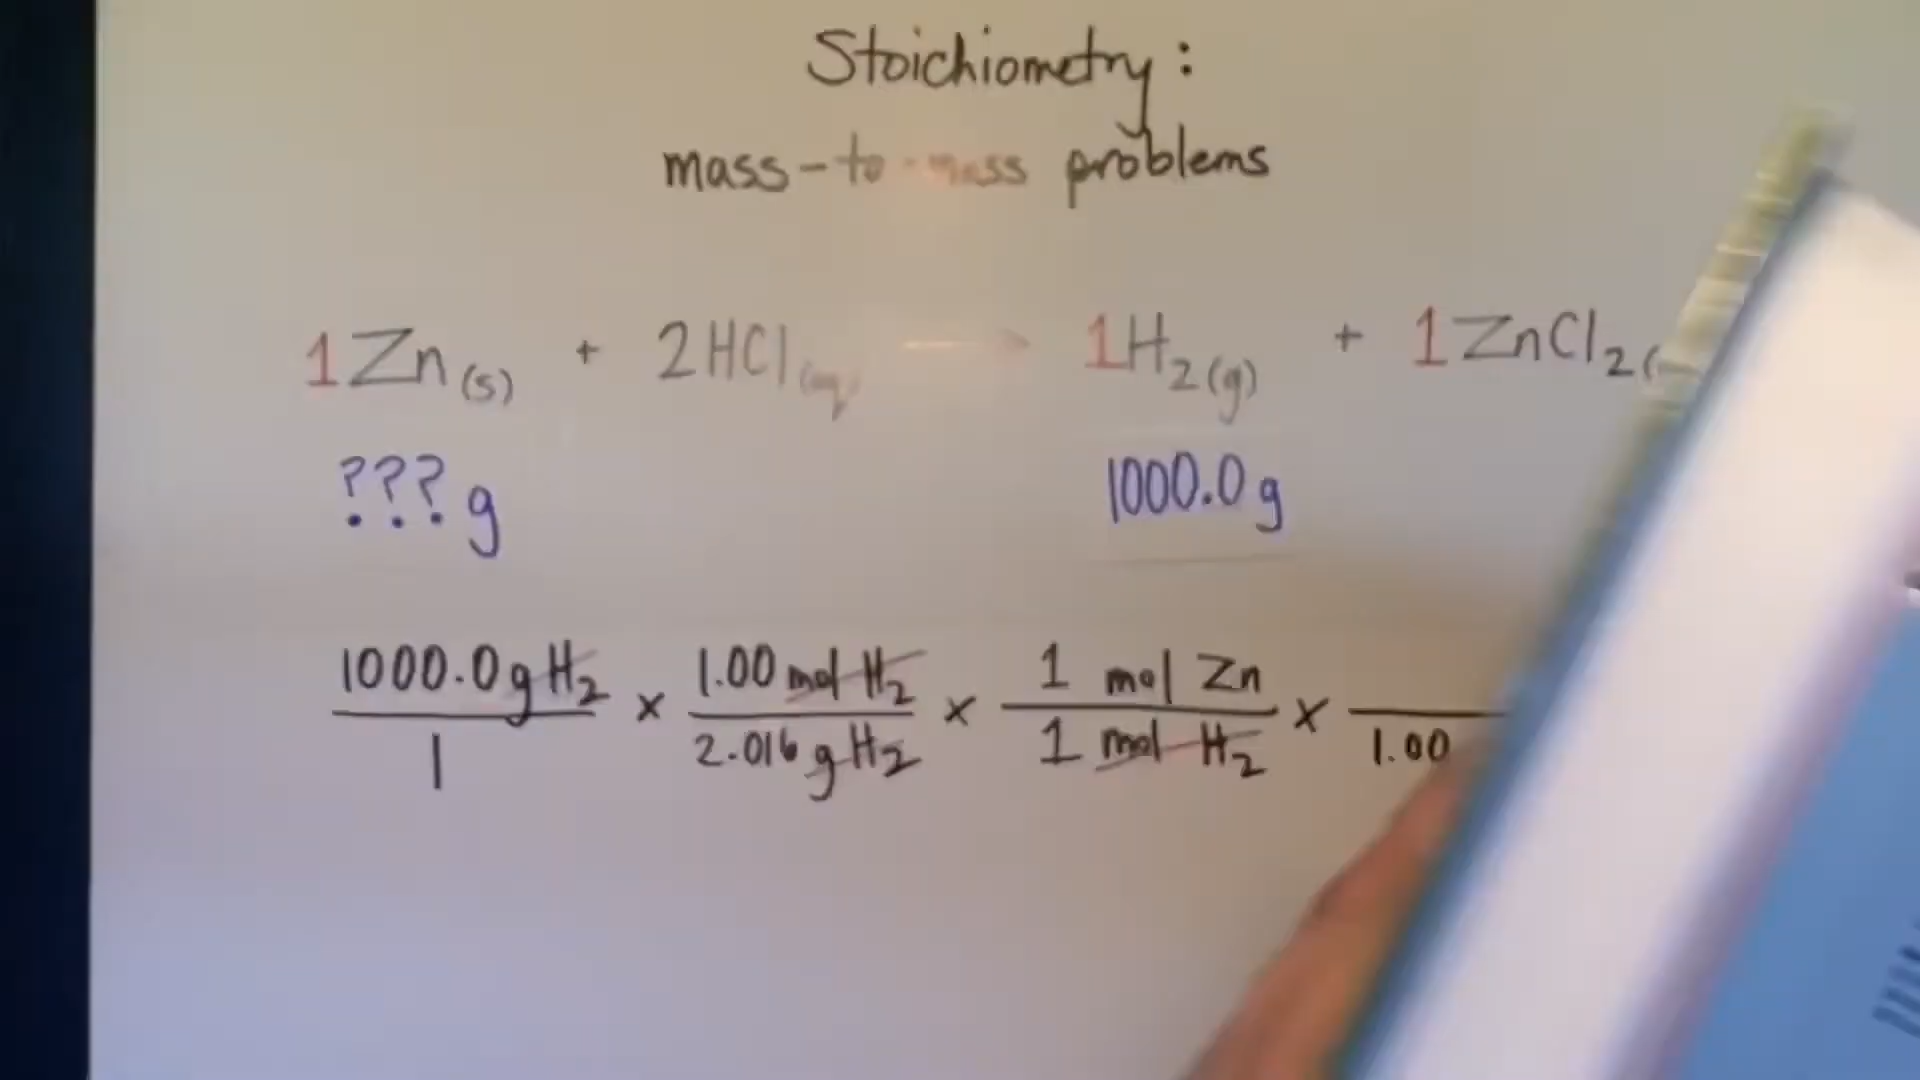 Stoichiometry:
mass-to-mass problems
1Zn(s) + 2HCl(aq) → 1H2(g) + 1ZnCl2(
???g 1000.0g
1000.0g H2 / 1 x 1.00 mol H2 / 2.016 g H2 x 1 mol Zn / 1 mol H2 x / 1.00